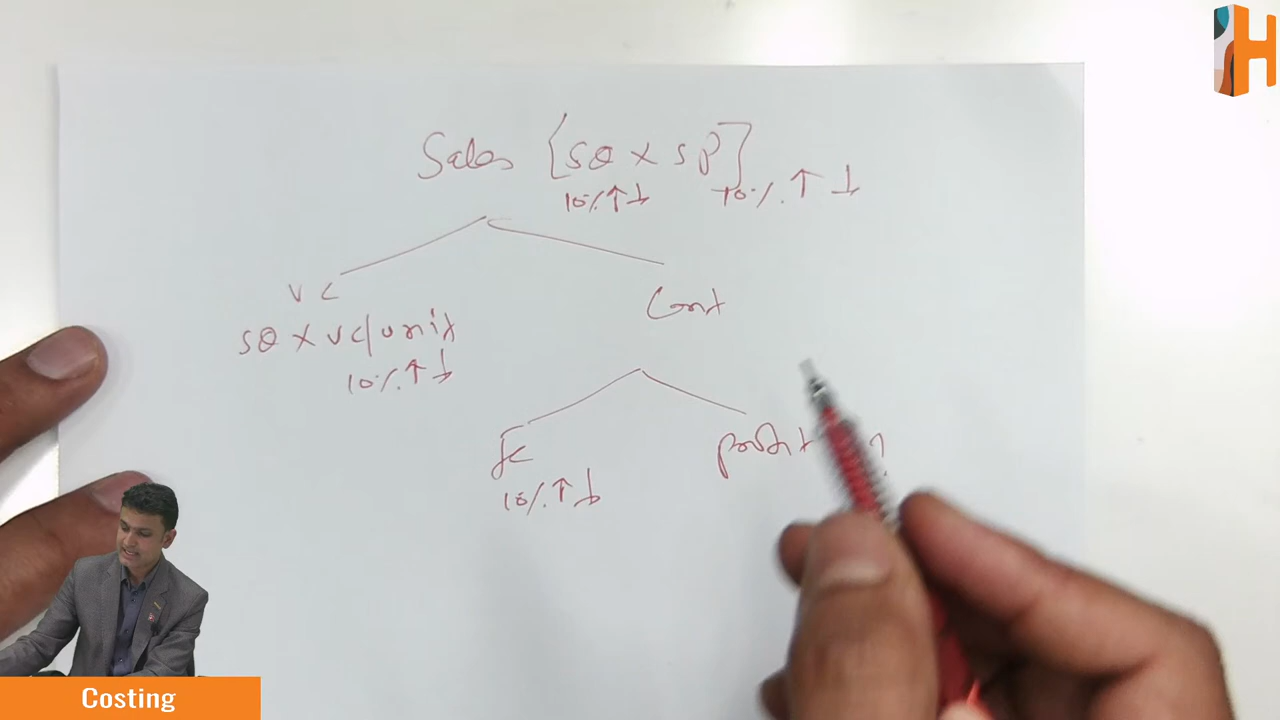 Sales [SQ x SP]
10% ↑ ↓ 10% ↑ ↓
VC
Cont
SQ x VC/unit
10% ↑ ↓
FC
profit ?
10% ↑ ↓
H
Costing